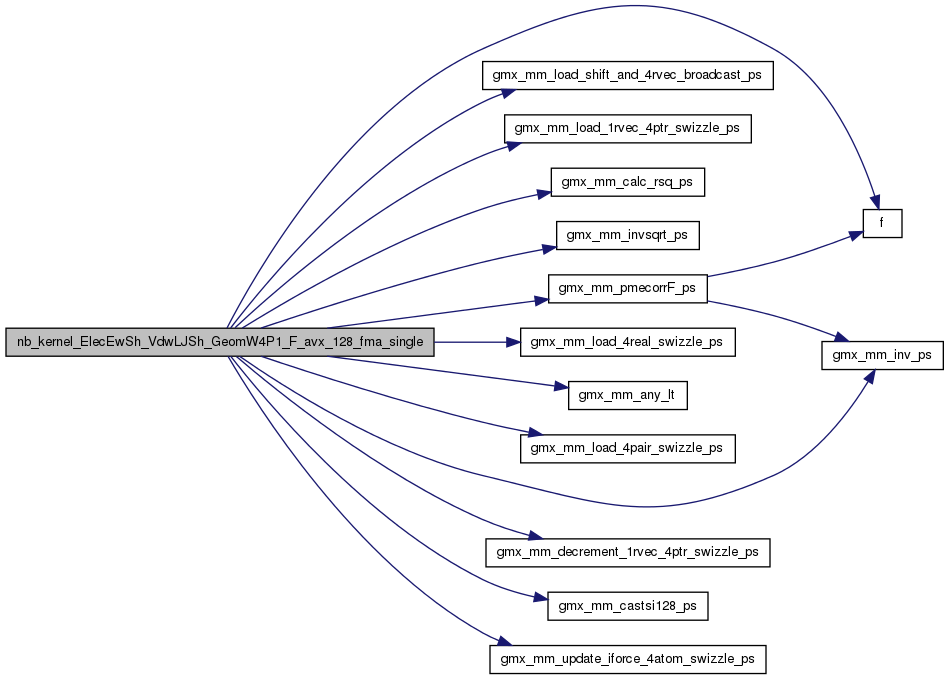 gmx_mm_load_shift_and_4rvec_broadcast_ps
gmx_mm_load_1rvec_4ptr_swizzle_ps
gmx_mm_calc_rsq_ps
f
gmx_mm_invsqrt_ps
gmx_mm_pmecorrF_ps
nb_kernel_ElecEwSh_VdwLJSh_GeomW4P1_F_avx_128_fma_single
gmx_mm_load_4real_swizzle_ps
gmx_mm_inv_ps
gmx_mm_any_lt
gmx_mm_load_4pair_swizzle_ps
gmx_mm_decrement_1rvec_4ptr_swizzle_ps
gmx_mm_castsi128_ps
gmx_mm_update_iforce_4atom_swizzle_ps